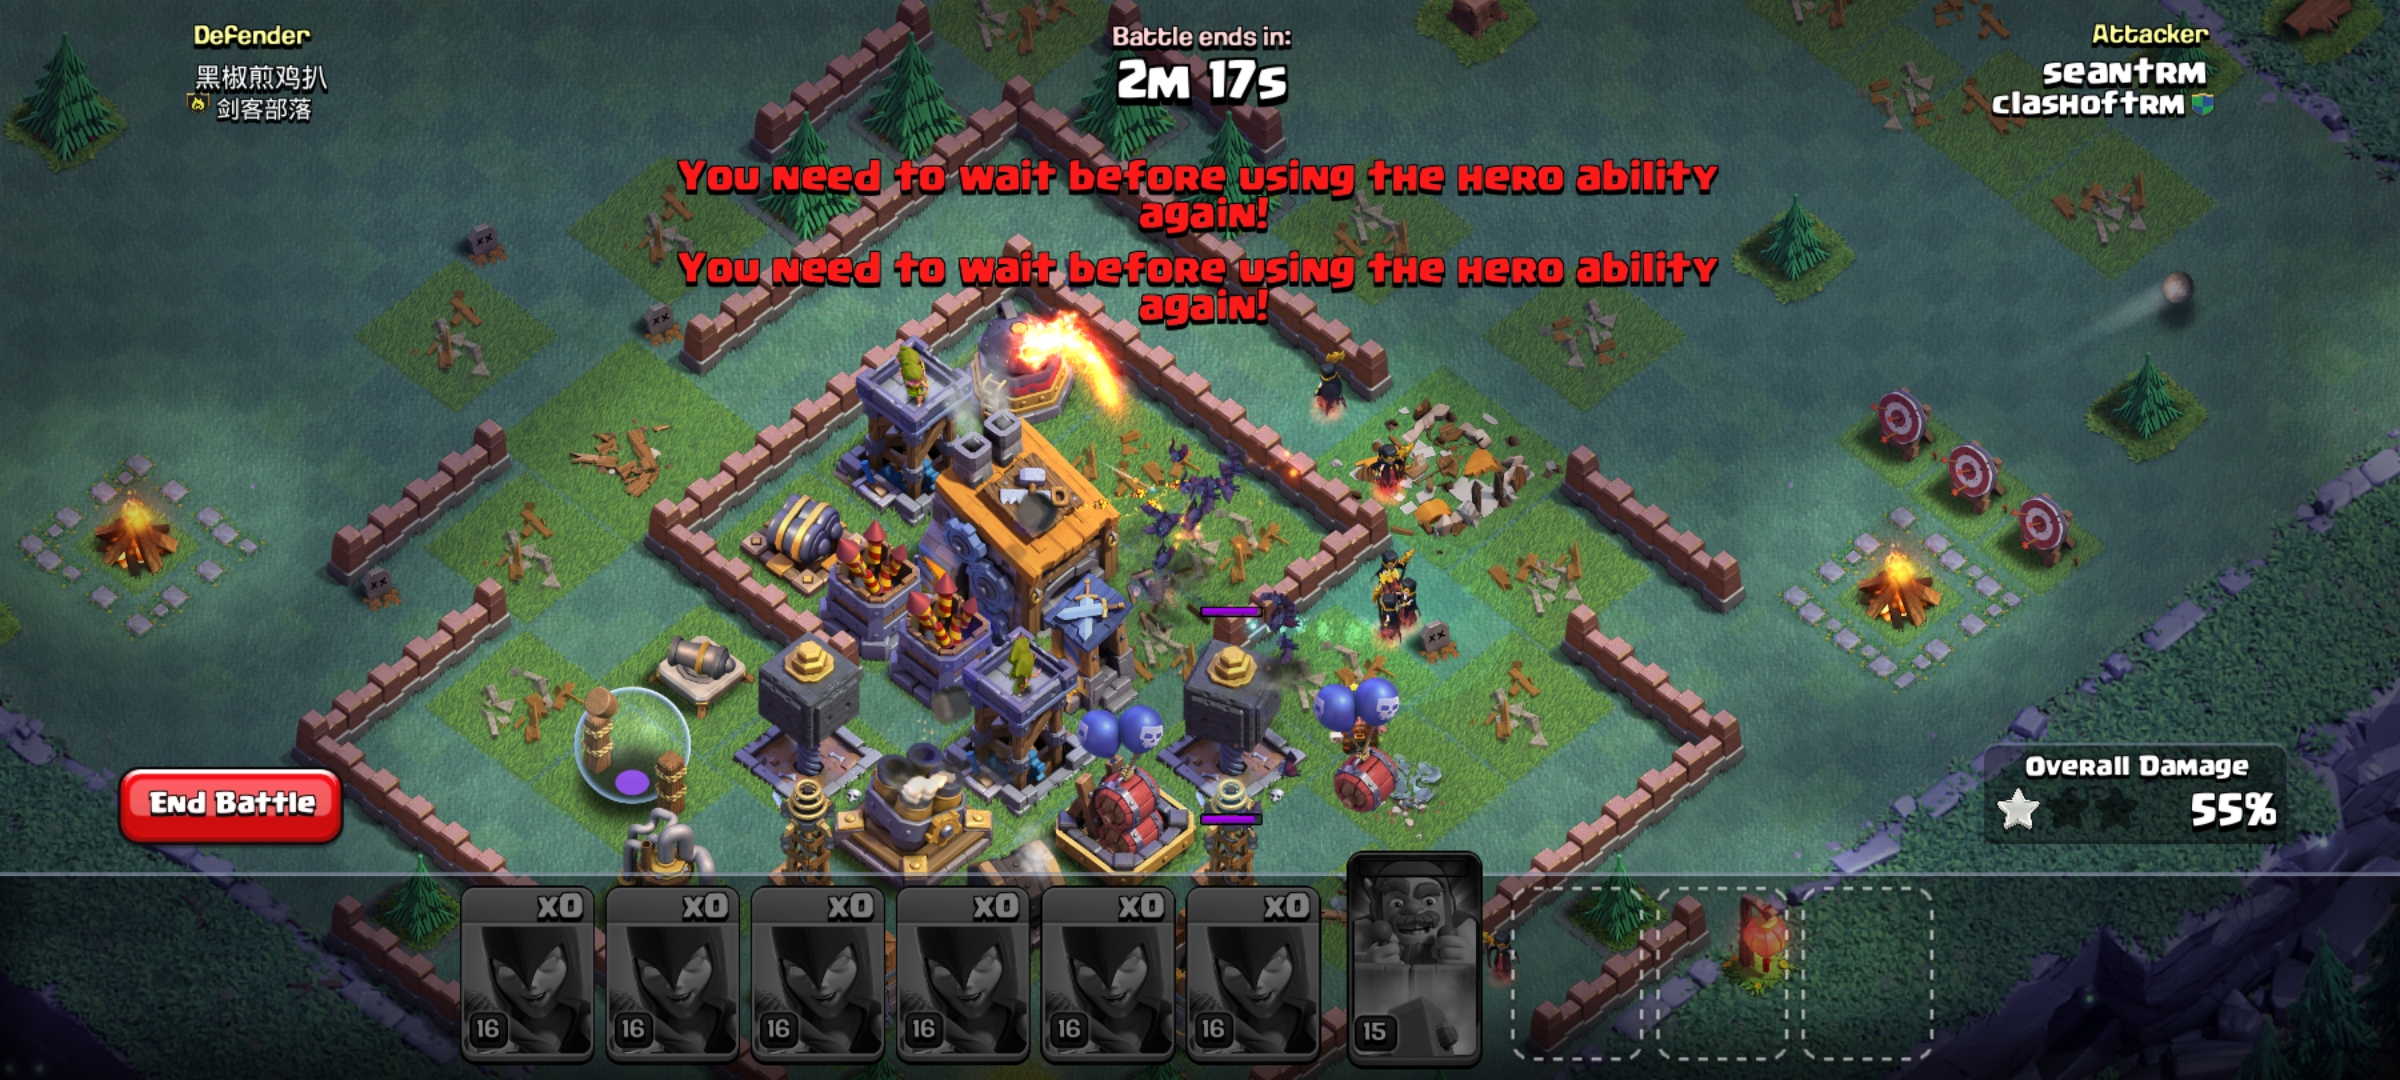 Defender
黑椒煎鸡扒
剑客部落
Battle ends in:
2M 17s
Attacker
seantRM
clashoftRM
You need to wait before using the hero ability
again!
You need to wait before using the hero ability
again!
End Battle
Overall Damage
55%
x0 x0 x0 x0 x0 x0
16 16 16 16 16 16 15